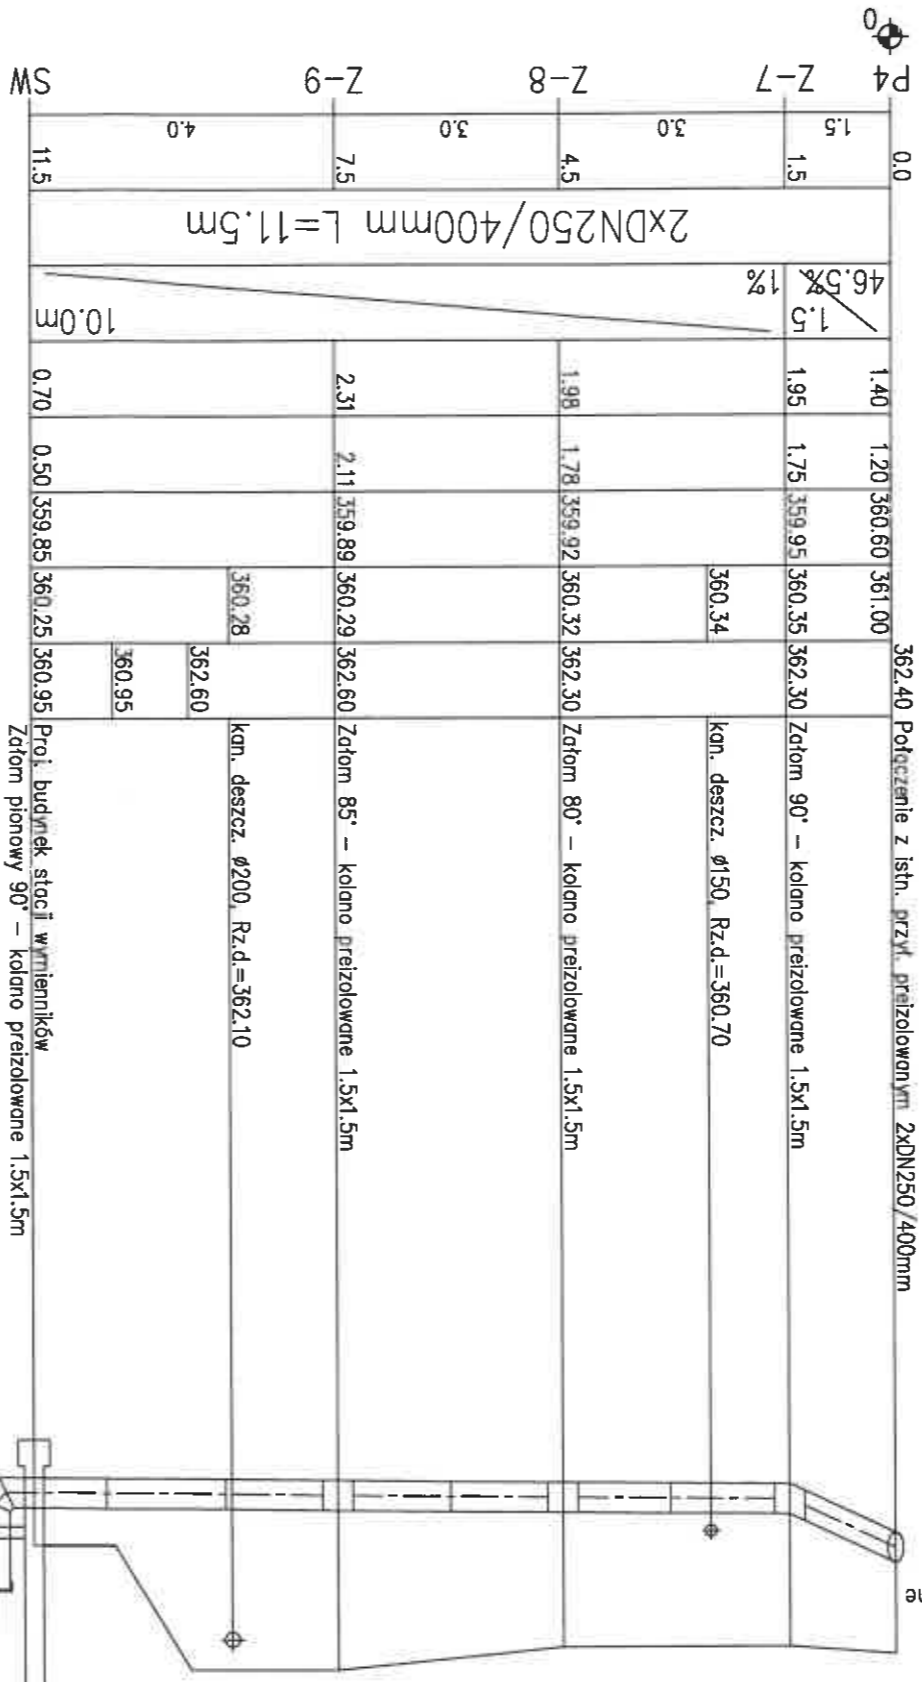 362.40 Połączenie z istn. przył. preizolowanym 2xDN250/400mm
362.30 Załom 90° – kolano preizolowane 1.5x1.5m
kan. deszcz. ø150, Rz.d.=360.70
362.30 Załom 80° – kolano preizolowane 1.5x1.5m
362.60 Załom 85° – kolano preizolowane 1.5x1.5m
kan. deszcz. ø200, Rz.d.=362.10
362.60
360.95
360.95 Proj. budynek stacji wymienników
Załom pionowy 90° – kolano preizolowane 1.5x1.5m
361.00 360.35 360.34 360.32 360.29 360.28 360.25
360.60 359.95 359.92 359.89 359.85
1.20 1.75 1.78 2.11 0.50
1.40 1.95 1.98 2.31 0.70
46.5% 1.5 1% 10.0m
2xDN250/400mm L=11.5m
0.0 1.5 4.5 7.5 11.5
1.5 3.0 3.0 4.0
P4 Z-7 Z-8 Z-9 SW
0